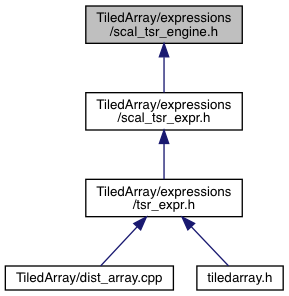 TiledArray/expressions
/scal_tsr_engine.h
TiledArray/expressions
/scal_tsr_expr.h
TiledArray/expressions
/tsr_expr.h
TiledArray/dist_array.cpp
tiledarray.h